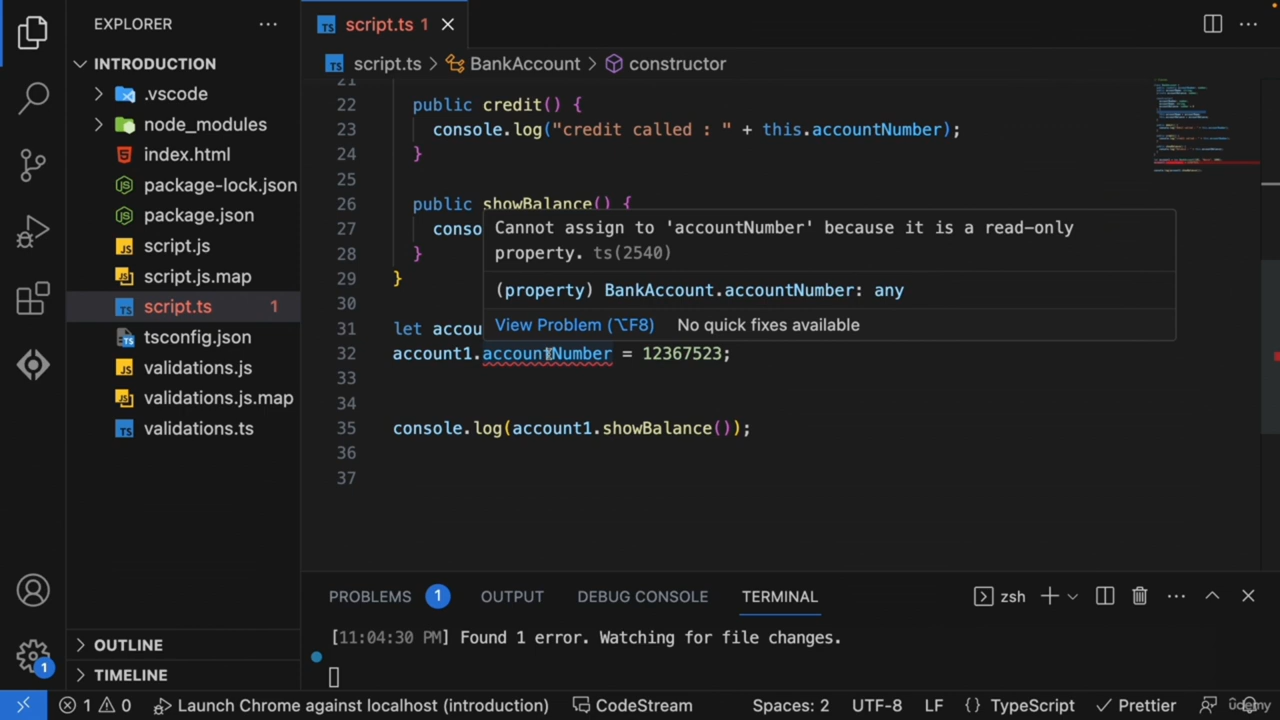 EXPLORER
INTRODUCTION
.vscode
node_modules
index.html
package-lock.json
package.json
script.js
script.js.map
script.ts 1
tsconfig.json
validations.js
validations.js.map
validations.ts
OUTLINE
TIMELINE
script.ts 1
script.ts > BankAccount > constructor
21
22 public credit() {
23 console.log("credit called : " + this.accountNumber);
24 }
25
26 public showBalance() {
27 conso
28 }
29 }
30
31 let accou
32 account1.accountNumber = 12367523;
33
34
35 console.log(account1.showBalance());
36
37
Cannot assign to 'accountNumber' because it is a read-only
property. ts(2540)
(property) BankAccount.accountNumber: any
View Problem (⌥F8) No quick fixes available
PROBLEMS 1 OUTPUT DEBUG CONSOLE TERMINAL zsh
[11:04:30 PM] Found 1 error. Watching for file changes.
1
1 0 Launch Chrome against localhost (introduction) CodeStream Spaces: 2 UTF-8 LF {} TypeScript Prettier
udemy